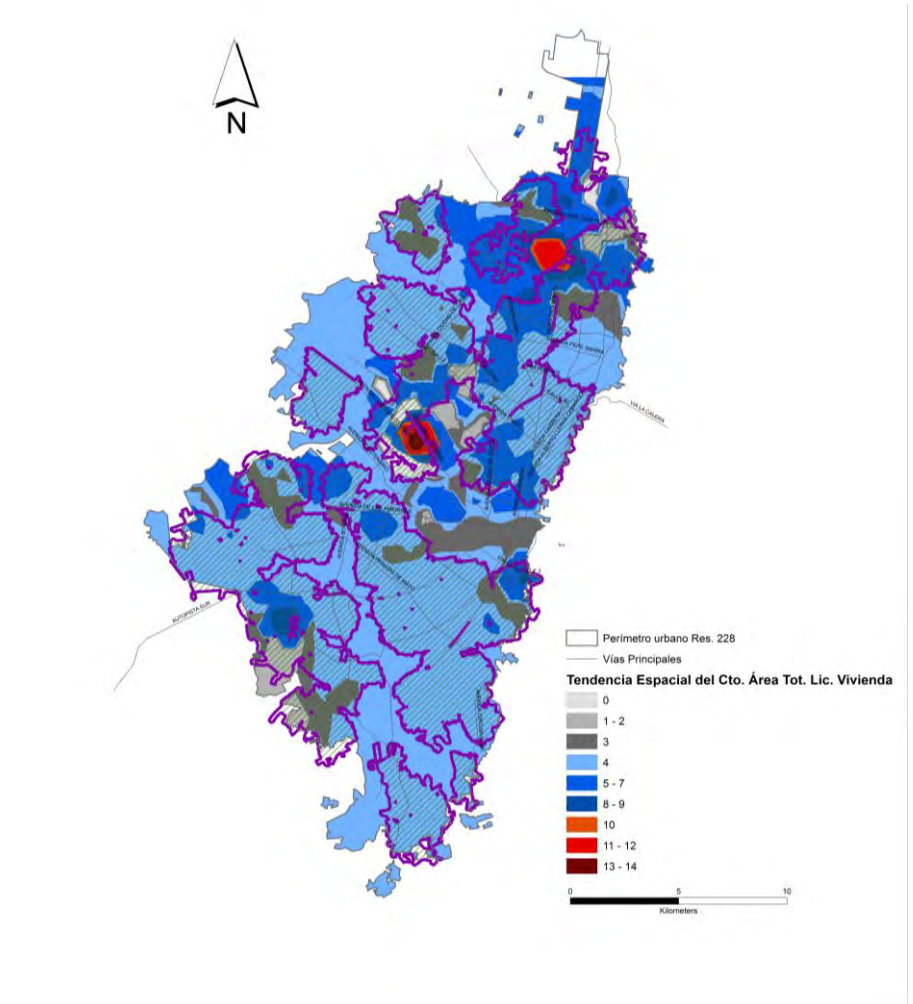 N
VIA LA CALERA
AUTOPISTA SUR
Perímetro urbano Res. 228
Vías Principales
Tendencia Espacial del Cto. Área Tot. Lic. Vivienda
0
1 - 2
3
4
5 - 7
8 - 9
10
11 - 12
13 - 14
0 5 10
Kilometers